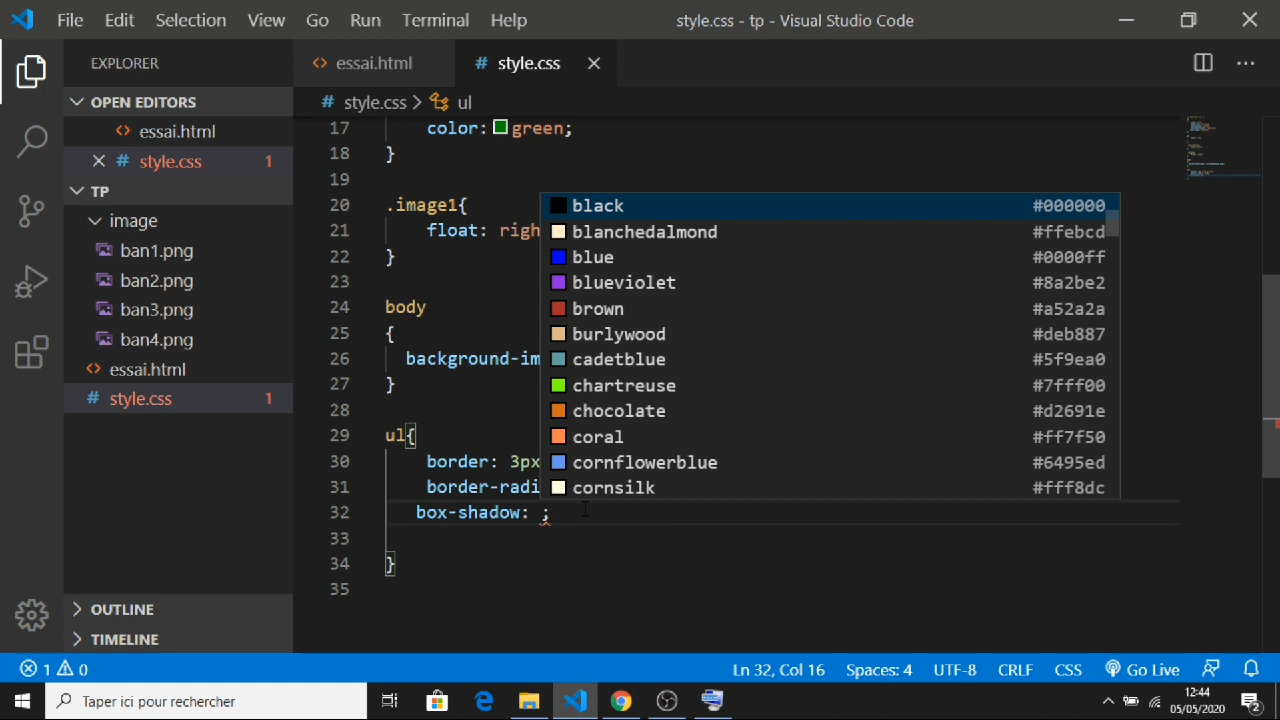 File Edit Selection View Go Run Terminal Help style.css - tp - Visual Studio Code
EXPLORER
OPEN EDITORS
essai.html
style.css 1
TP
image
ban1.png
ban2.png
ban3.png
ban4.png
essai.html
style.css 1
OUTLINE
TIMELINE
essai.html # style.css
# style.css > ul
17 color: green;
18 }
19
20 .image1{
21 float: righ
22 }
23
24 body
25 {
26 background-im
27 }
28
29 ul{
30 border: 3px
31 border-radi
32 box-shadow: ;
33
34 }
35
black #000000
blanchedalmond #ffebcd
blue #0000ff
blueviolet #8a2be2
brown #a52a2a
burlywood #deb887
cadetblue #5f9ea0
chartreuse #7fff00
chocolate #d2691e
coral #ff7f50
cornflowerblue #6495ed
cornsilk #fff8dc
1 0 Ln 32, Col 16 Spaces: 4 UTF-8 CRLF CSS Go Live
Taper ici pour rechercher
12:44
05/05/2020
2